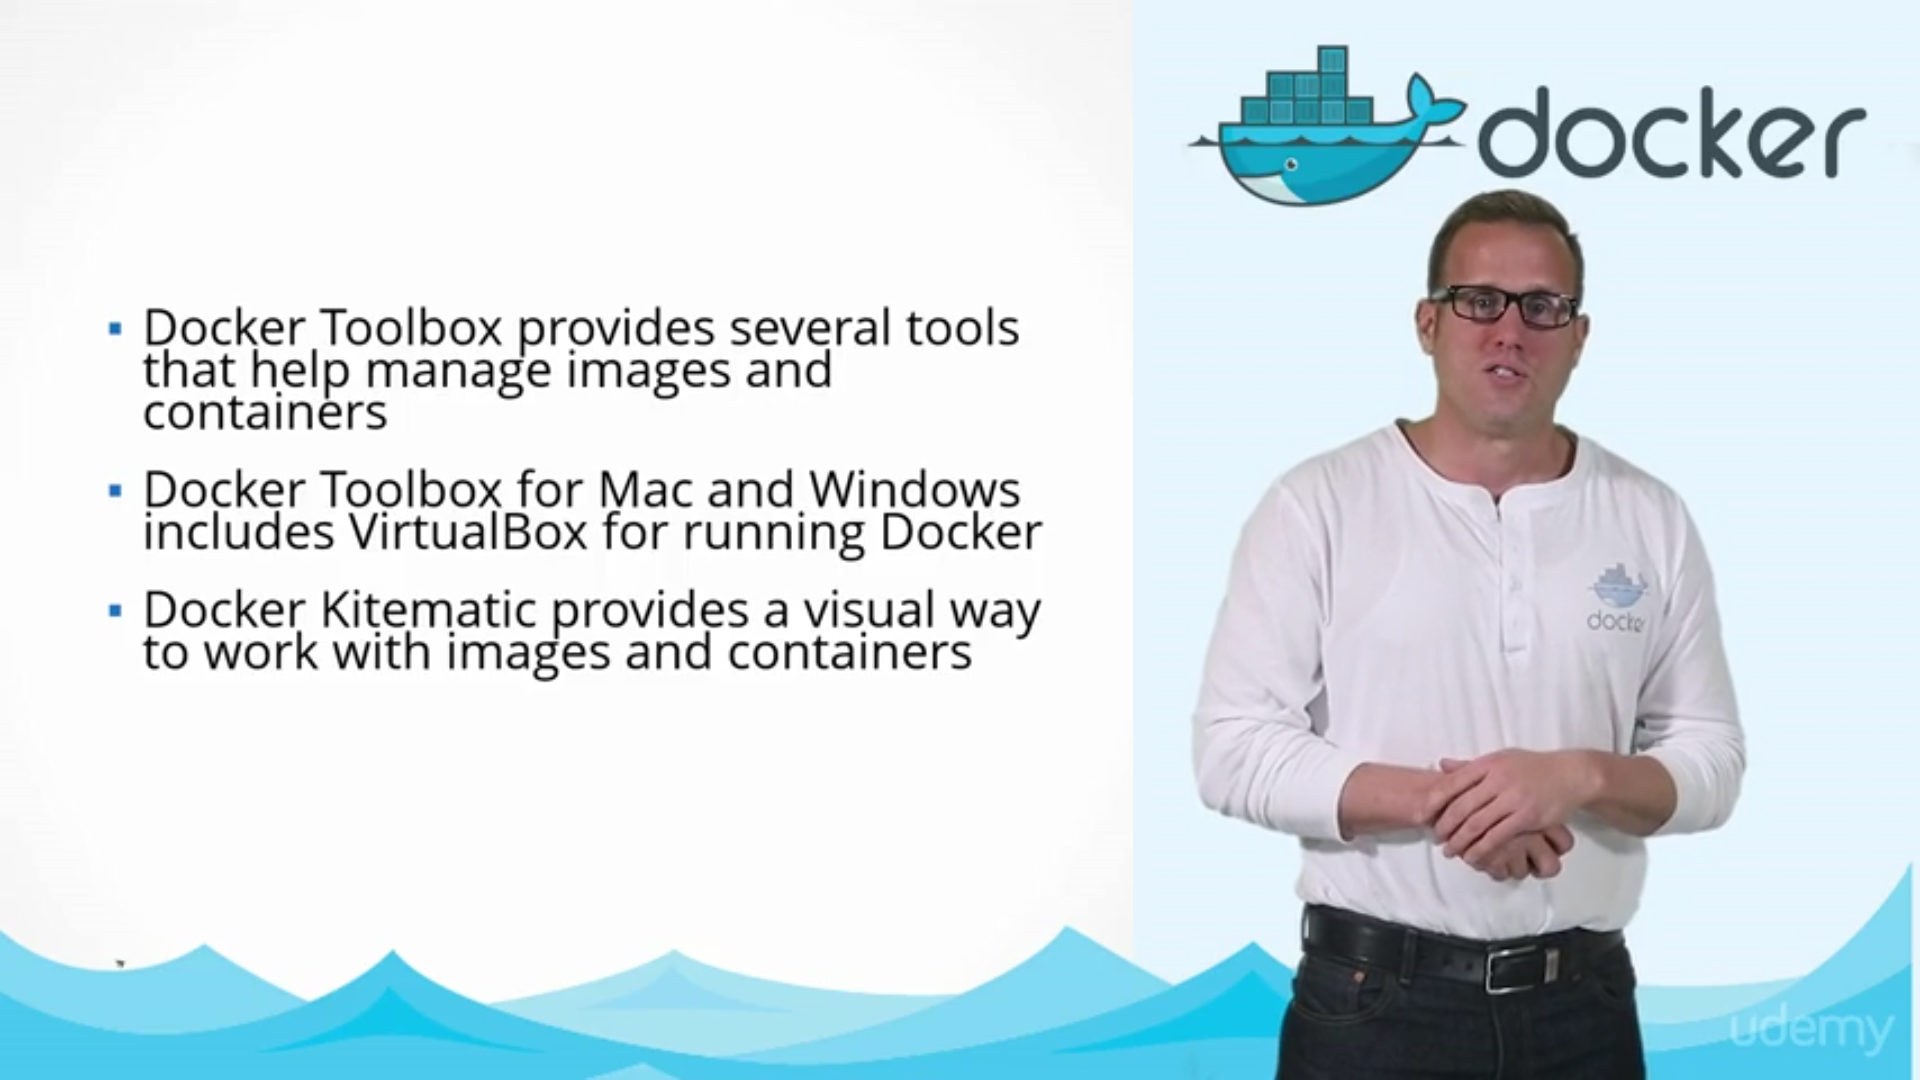 docker
▪ Docker Toolbox provides several tools
that help manage images and
containers
▪ Docker Toolbox for Mac and Windows
includes VirtualBox for running Docker
▪ Docker Kitematic provides a visual way
to work with images and containers
docker
udemy